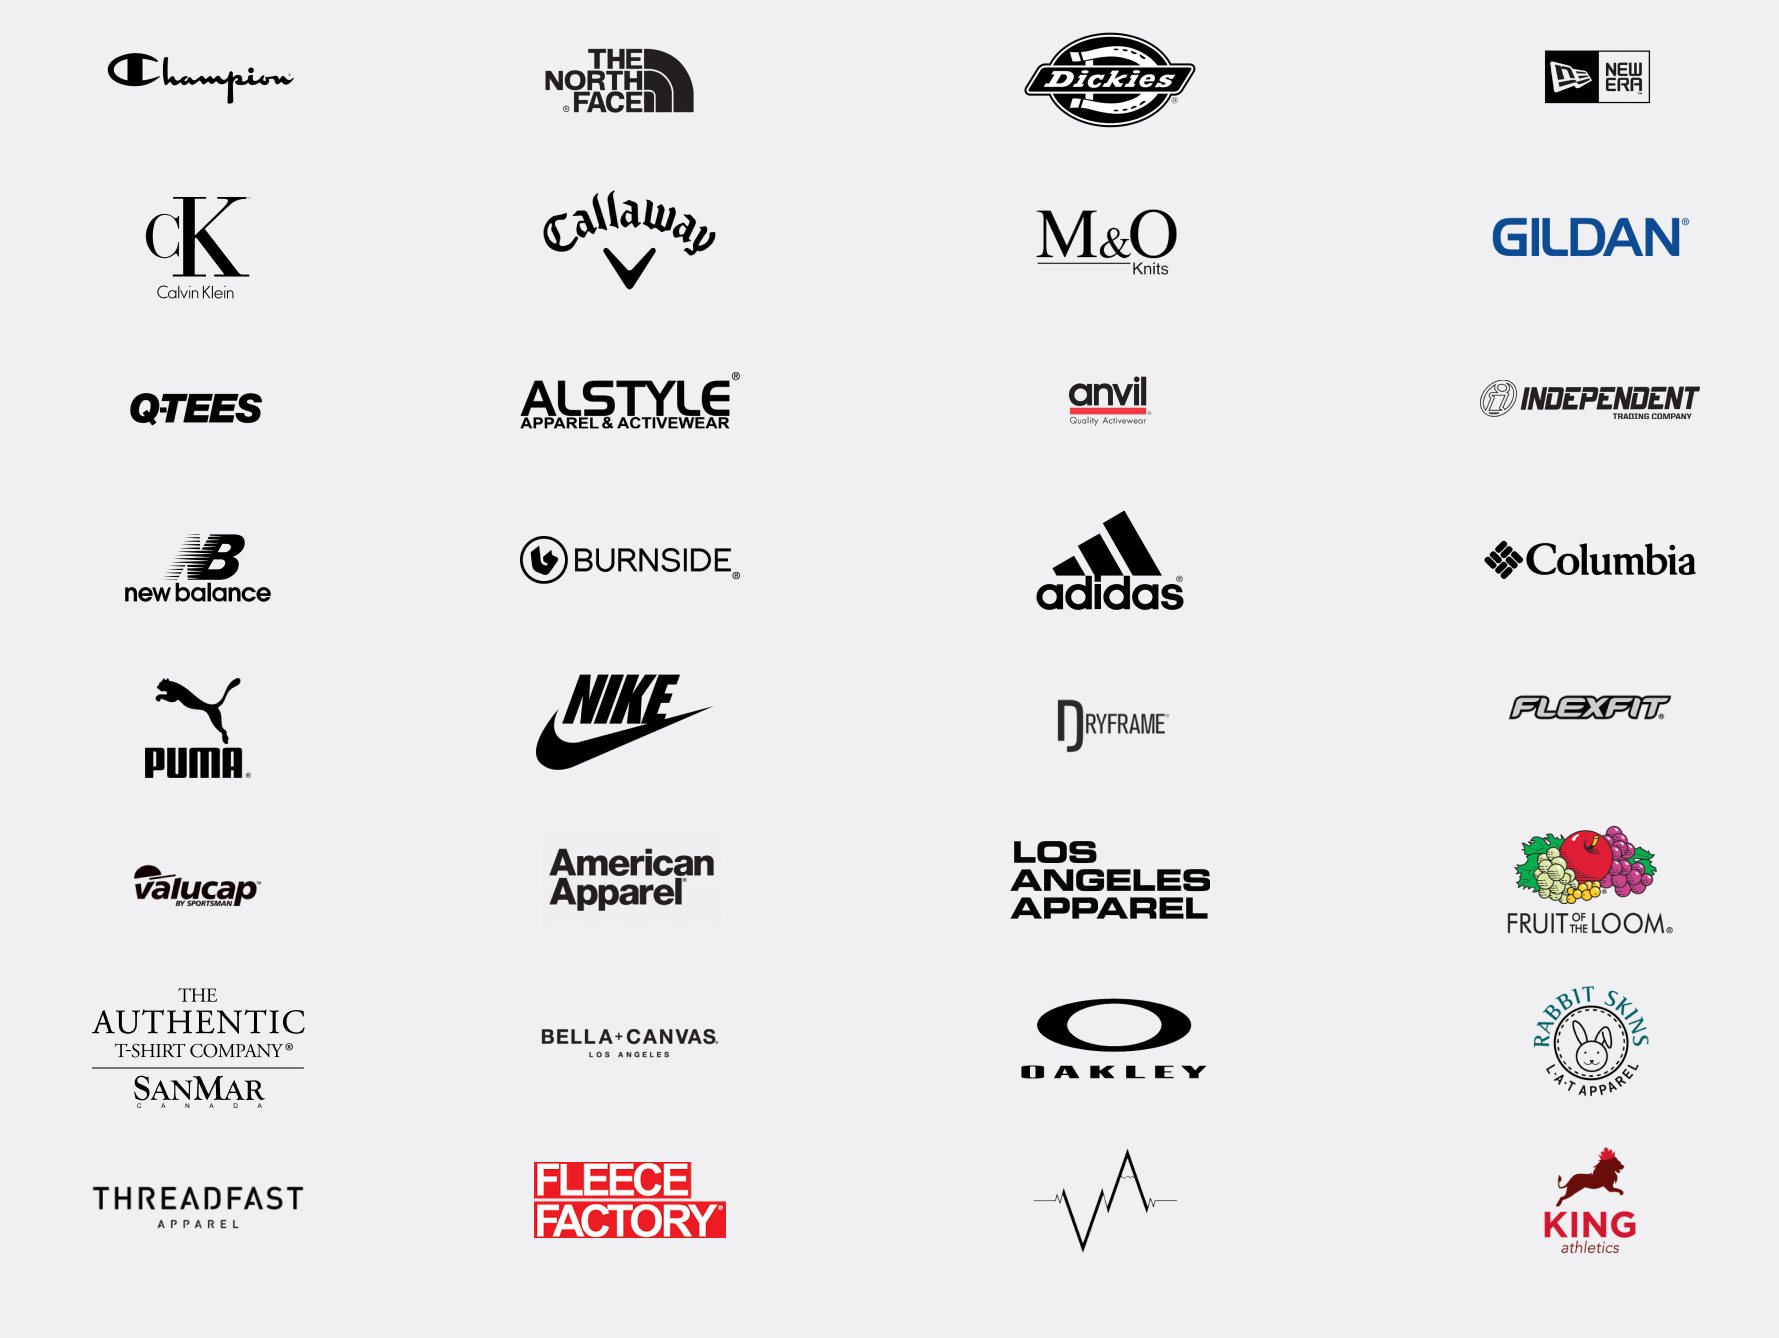 Champion
THE
NORTH
FACE
®
Dickies
®
NEW
ERA
™
CK
Calvin Klein
Callaway
M&O
Knits
GILDAN®
Q-TEES
ALSTYLE®
APPAREL & ACTIVEWEAR
anvil
®
Quality Activewear
i
INDEPENDENT
TRADING COMPANY
NB
new balance
BURNSIDE®
adidas®
Columbia
PUMA®
NIKE
DRYFRAME
FLEXFIT®
valucap™
BY SPORTSMAN
American
Apparel
LOS
ANGELES
APPAREL
FRUIT OF THE LOOM®
THE
AUTHENTIC
T-SHIRT COMPANY®
SANMAR
CANADA
BELLA+CANVAS®
LOS ANGELES
OAKLEY
RABBIT SKINS
L·A·T APPAREL
THREADFAST
APPAREL
FLEECE
FACTORY®
KING
athletics